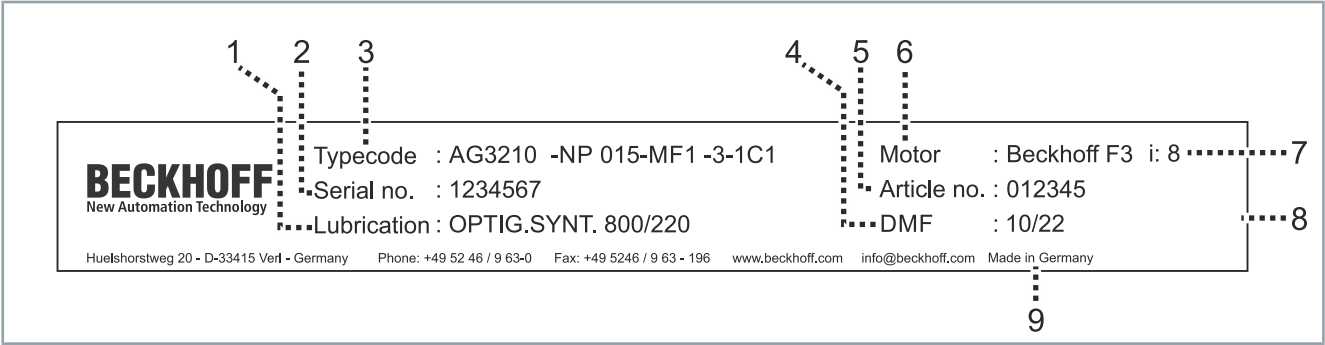 1 2 3 4 5 6
Typecode : AG3210 -NP 015-MF1 -3-1C1 Motor : Beckhoff F3 i: 8 7
BECKHOFF
New Automation Technology
Serial no. : 1234567 Article no. : 012345
Lubrication : OPTIG.SYNT. 800/220 DMF : 10/22 8
Huelshorstweg 20 - D-33415 Verl - Germany Phone: +49 52 46 / 9 63-0 Fax: +49 5246 / 9 63 - 196 www.beckhoff.com info@beckhoff.com Made in Germany
9